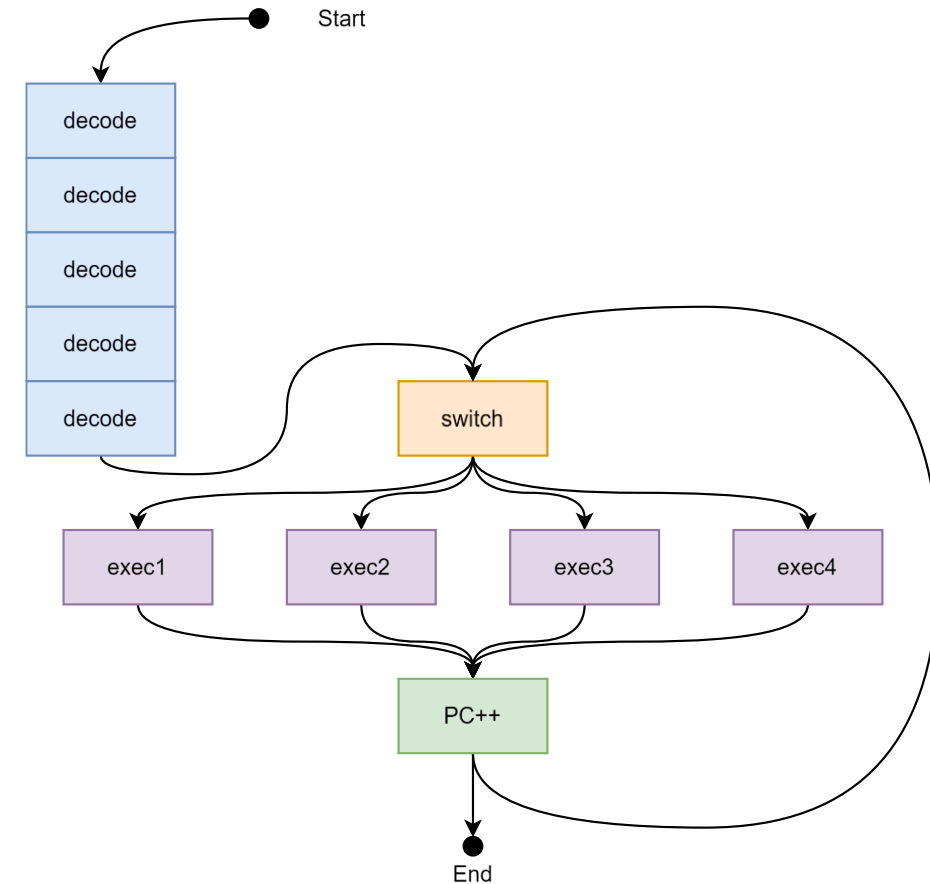 Start
decode
decode
decode
decode
decode
switch
exec1
exec2
exec3
exec4
PC++
End